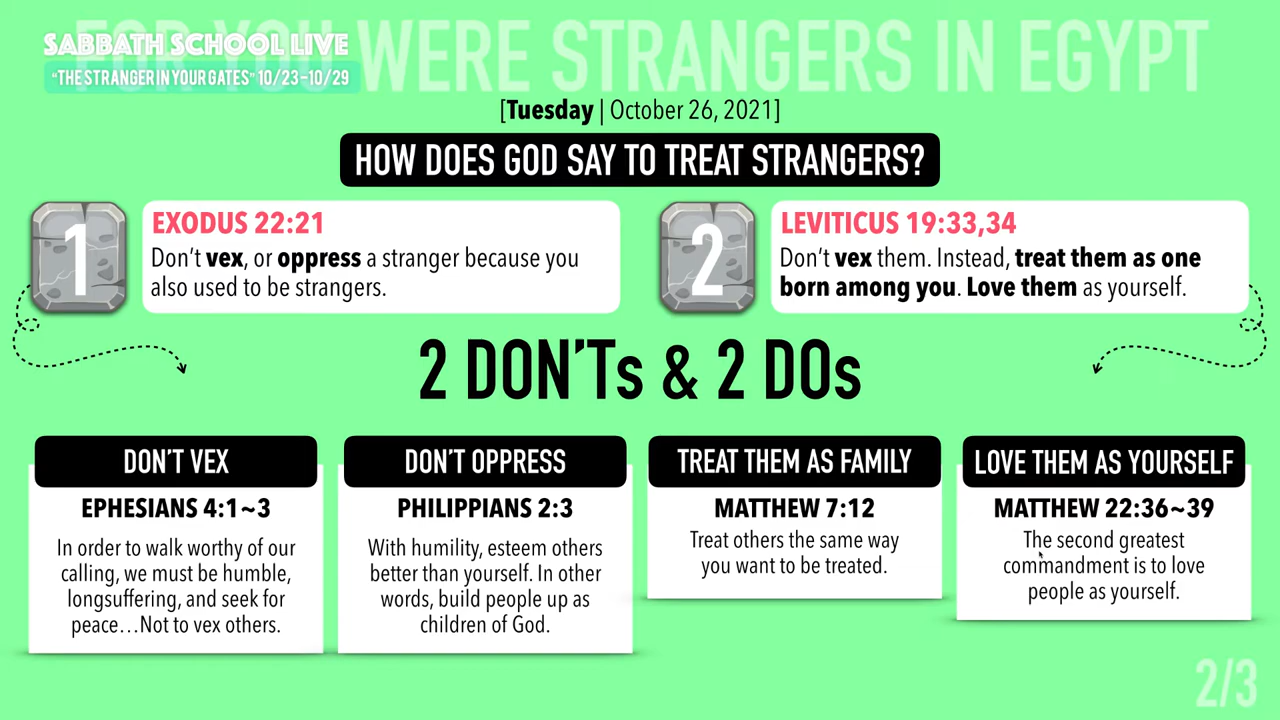 FOR YOU WERE STRANGERS IN EGYPT
SABBATH SCHOOL LIVE
“THE STRANGER IN YOUR GATES” 10/23–10/29
[Tuesday | October 26, 2021]
HOW DOES GOD SAY TO TREAT STRANGERS?
1
EXODUS 22:21
Don’t vex, or oppress a stranger because you
also used to be strangers.
2
LEVITICUS 19:33,34
Don’t vex them. Instead, treat them as one
born among you. Love them as yourself.
2 DON’Ts & 2 DOs
DON’T VEX
EPHESIANS 4:1~3
In order to walk worthy of our
calling, we must be humble,
longsuffering, and seek for
peace…Not to vex others.
DON’T OPPRESS
PHILIPPIANS 2:3
With humility, esteem others
better than yourself. In other
words, build people up as
children of God.
TREAT THEM AS FAMILY
MATTHEW 7:12
Treat others the same way
you want to be treated.
LOVE THEM AS YOURSELF
MATTHEW 22:36~39
The second greatest
commandment is to love
people as yourself.
2/3